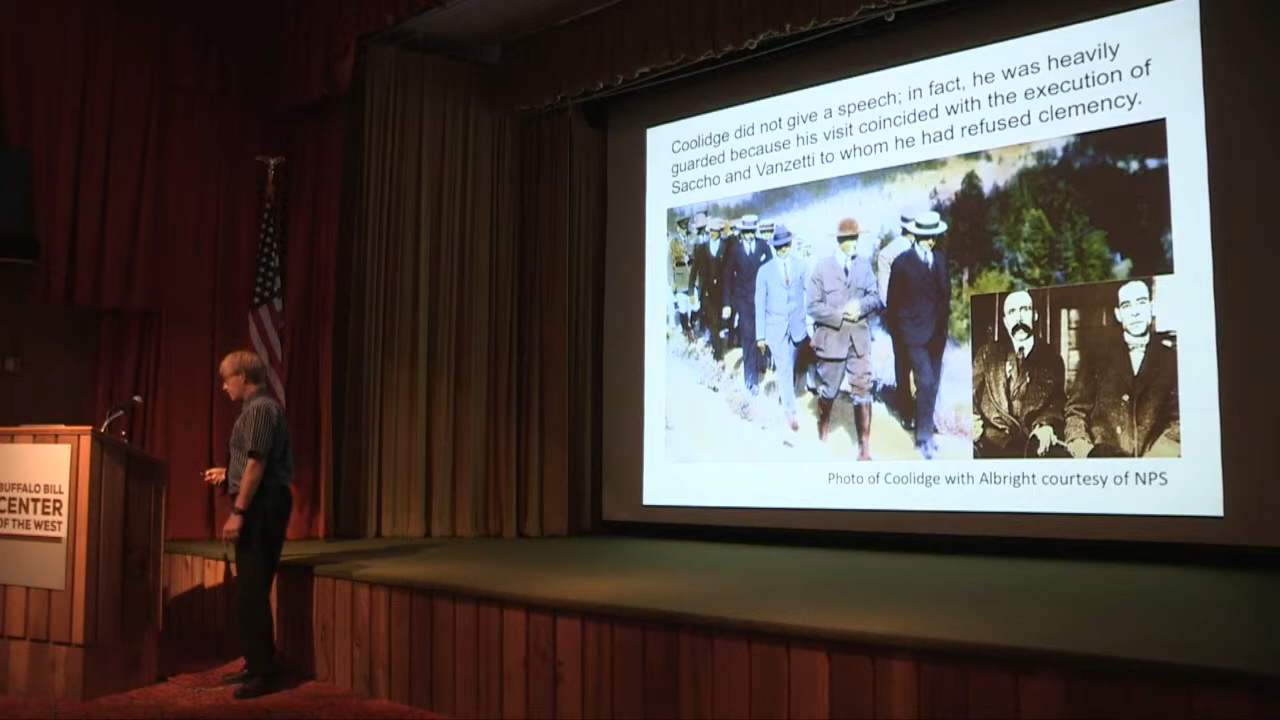 Coolidge did not give a speech; in fact, he was heavily
guarded because his visit coincided with the execution of
Saccho and Vanzetti to whom he had refused clemency.
Photo of Coolidge with Albright courtesy of NPS
BUFFALO BILL
CENTER
OF THE WEST